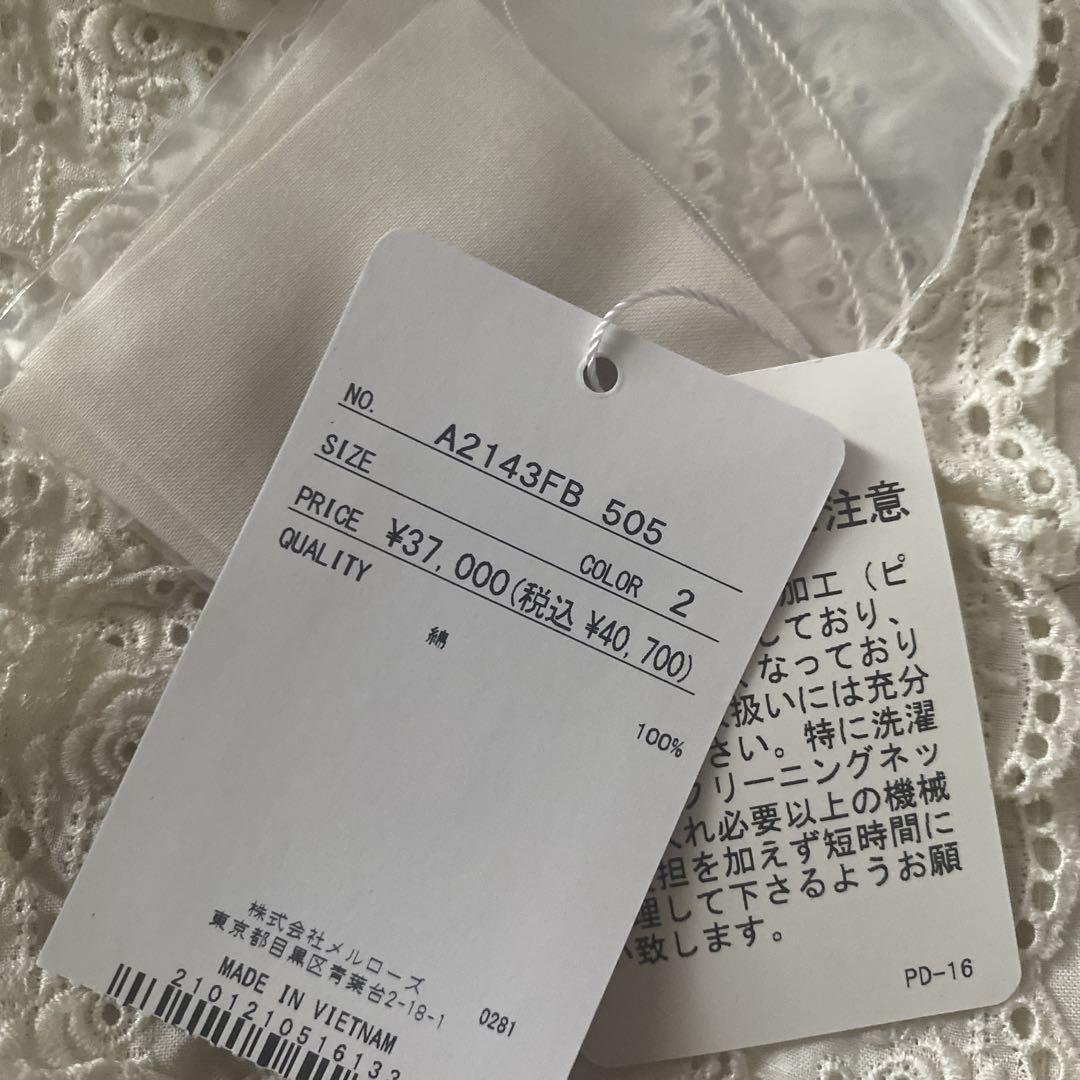 NO. A2143FB 505
SIZE COLOR 2
PRICE ¥37,000(税込 ¥40,700)
QUALITY
綿 100%
株式会社メルローズ
東京都目黒区青葉台2-18-1 0281
MADE IN VIETNAM
2101210516133
注意
加工（ピ
しており、
なっており
扱いには充分
さい。特に洗濯
リーニングネッ
れ必要以上の機械
担を加えず短時間に
理して下さるようお願
い致します。
PD-16